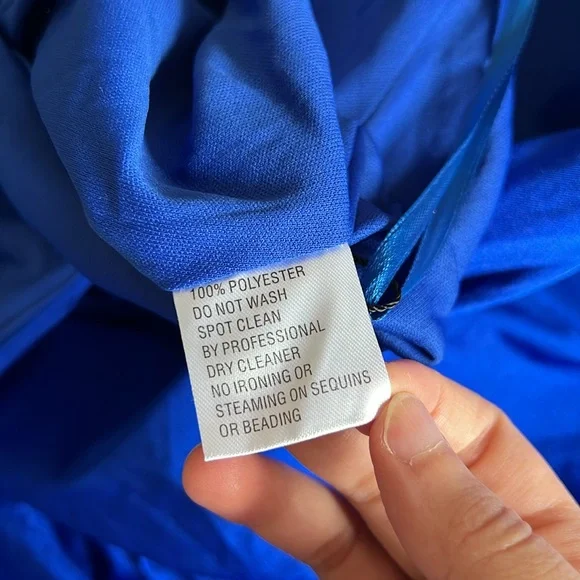 100% POLYESTER
DO NOT WASH
SPOT CLEAN
BY PROFESSIONAL
DRY CLEANER
NO IRONING OR
STEAMING ON SEQUINS
OR BEADING